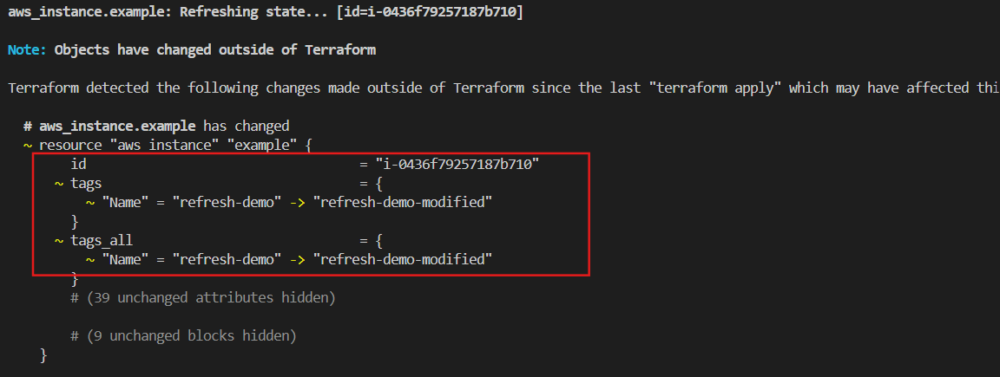 aws_instance.example: Refreshing state... [id=i-0436f79257187b710]
Note: Objects have changed outside of Terraform
Terraform detected the following changes made outside of Terraform since the last "terraform apply" which may have affected thi
# aws_instance.example has changed
~ resource "aws_instance" "example" {
id = "i-0436f79257187b710"
~ tags = {
~ "Name" = "refresh-demo" -> "refresh-demo-modified"
}
~ tags_all = {
~ "Name" = "refresh-demo" -> "refresh-demo-modified"
}
# (39 unchanged attributes hidden)
# (9 unchanged blocks hidden)
}